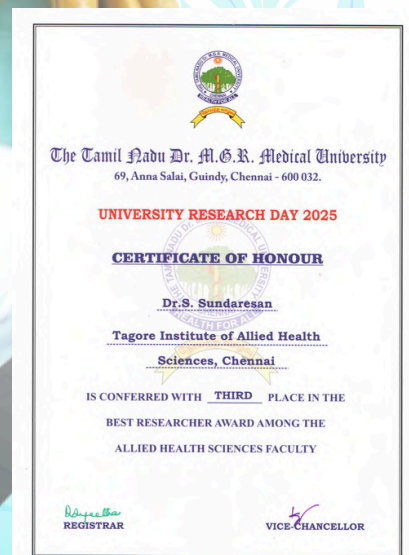 The Tamil Nadu Dr. M.G.R. Medical University
69, Anna Salai, Guindy, Chennai - 600 032.
UNIVERSITY RESEARCH DAY 2025
CERTIFICATE OF HONOUR
Dr.S. Sundaresan
Tagore Institute of Allied Health
Sciences, Chennai
IS CONFERRED WITH THIRD PLACE IN THE
BEST RESEARCHER AWARD AMONG THE
ALLIED HEALTH SCIENCES FACULTY
REGISTRAR
VICE-CHANCELLOR